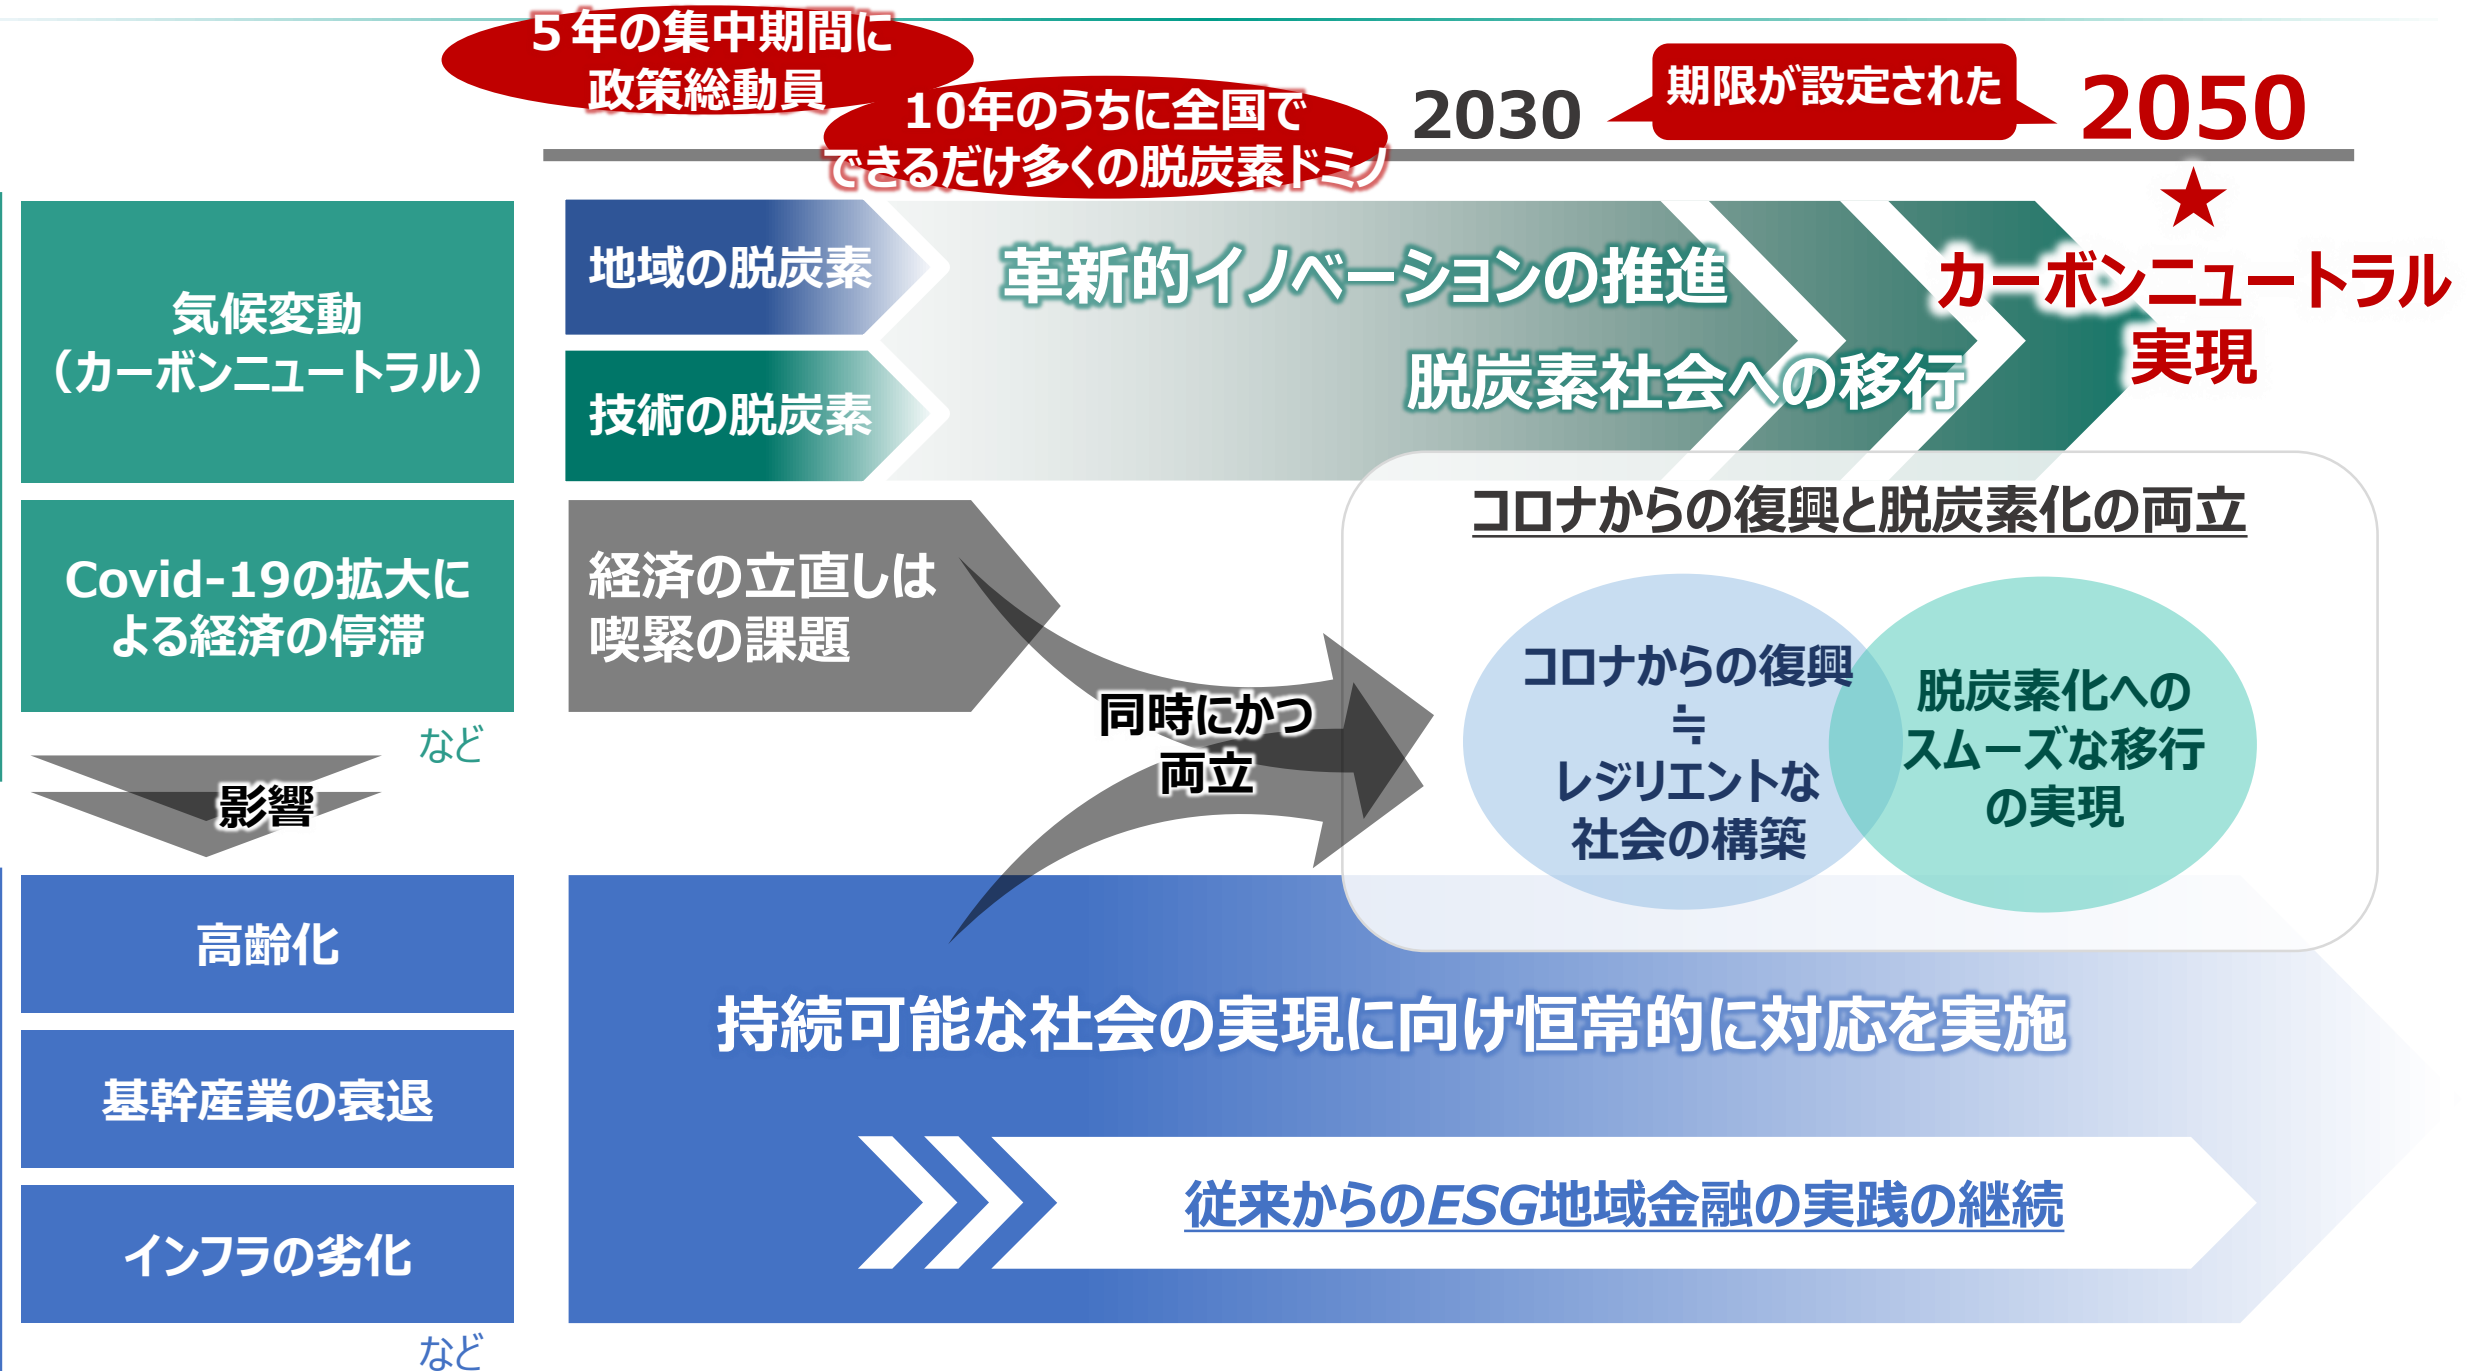 ５年の集中期間に
政策総動員
10年のうちに全国で
できるだけ多くの脱炭素ドミノ
2030
期限が設定された
2050
★
気候変動
（カーボンニュートラル）
地域の脱炭素
技術の脱炭素
革新的イノベーションの推進
脱炭素社会への移行
カーボンニュートラル
実現
Covid-19の拡大に
よる経済の停滞
など
経済の立直しは
喫緊の課題
同時にかつ
両立
コロナからの復興と脱炭素化の両立
コロナからの復興
≒
レジリエントな
社会の構築
脱炭素化への
スムーズな移行
の実現
影響
高齢化
基幹産業の衰退
インフラの劣化
など
持続可能な社会の実現に向け恒常的に対応を実施
従来からのESG地域金融の実践の継続